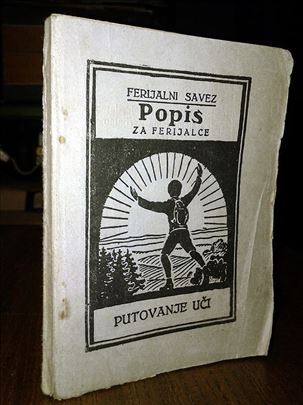 FERIJALNI SAVEZ
Popis
ZA FERIJALCE
PUTOVANJE UČI